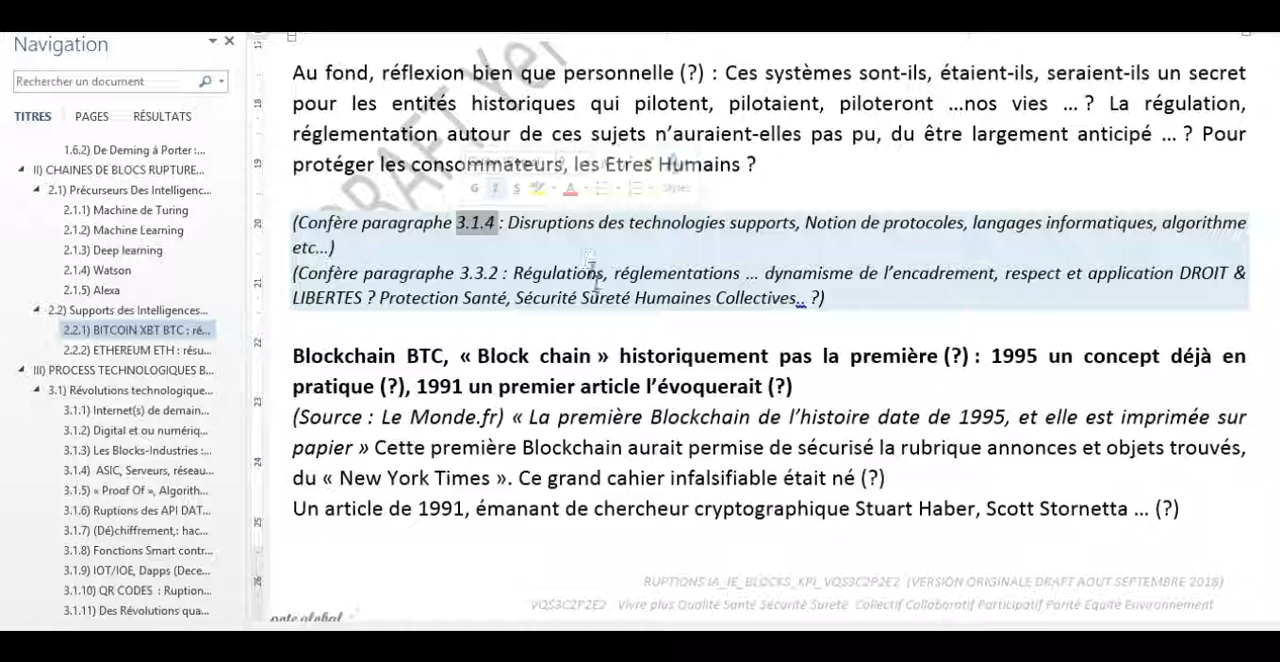 Navigation
Rechercher un document
TITRES PAGES RÉSULTATS
1.6.2) De Deming à Porter :...
II) CHAINES DE BLOCS RUPTURE...
2.1) Précurseurs Des Intelligenc...
2.1.1) Machine de Turing
2.1.2) Machine Learning
2.1.3) Deep learning
2.1.4) Watson
2.1.5) Alexa
2.2) Supports des Intelligences...
2.2.1) BITCOIN XBT BTC : ré...
2.2.2) ETHEREUM ETH : résu...
III) PROCESS TECHNOLOGIQUES B...
3.1) Révolutions technologique...
3.1.1) Internet(s) de demain...
3.1.2) Digital et ou numériq...
3.1.3) Les Blocks-Industries :...
3.1.4) ASIC, Serveurs, réseau...
3.1.5) « Proof Of », Algorith...
3.1.6) Ruptions des API DAT...
3.1.7) (Dé)chiffrement,: hac...
3.1.8) Fonctions Smart contr...
3.1.9) IOT/IOE, Dapps (Dece...
3.1.10) QR CODES : Ruption...
3.1.11) Des Révolutions qua...
17
18
19
20
21
22
23
24
25
26
DRAFT Ver
Au fond, réflexion bien que personnelle (?) : Ces systèmes sont-ils, étaient-ils, seraient-ils un secret
pour les entités historiques qui pilotent, pilotaient, piloteront ...nos vies ... ? La régulation,
réglementation autour de ces sujets n’auraient-elles pas pu, du être largement anticipé ... ? Pour
protéger les consommateurs, les Etres Humains ?
G I S Styles
(Confère paragraphe 3.1.4 : Disruptions des technologies supports, Notion de protocoles, langages informatiques, algorithme
etc...)
(Confère paragraphe 3.3.2 : Régulations, réglementations ... dynamisme de l’encadrement, respect et application DROIT &
LIBERTES ? Protection Santé, Sécurité Sûreté Humaines Collectives.. ?)
Blockchain BTC, « Block chain » historiquement pas la première (?) : 1995 un concept déjà en
pratique (?), 1991 un premier article l’évoquerait (?)
(Source : Le Monde.fr) « La première Blockchain de l’histoire date de 1995, et elle est imprimée sur
papier » Cette première Blockchain aurait permise de sécurisé la rubrique annonces et objets trouvés,
du « New York Times ». Ce grand cahier infalsifiable était né (?)
Un article de 1991, émanant de chercheur cryptographique Stuart Haber, Scott Stornetta ... (?)
RUPTIONS IA_IE_BLOCKS_KPI_VQS3C2P2E2 (VERSION ORIGINALE DRAFT AOUT SEPTEMBRE 2018)
VQS3C2P2E2 Vivre plus Qualité Santé Sécurité Sureté Collectif Collaboratif Participatif Parité Equité Environnement